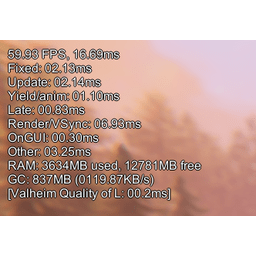 59.93 FPS, 16.69ms
Fixed: 02.13ms
Update: 02.14ms
Yield/anim: 01.10ms
Late: 00.83ms
Render/VSync: 06.93ms
OnGUI: 00.30ms
Other: 03.25ms
RAM: 3634MB used, 12781MB free
GC: 837MB (0119.87KB/s)
[Valheim Quality of L: 00.2ms]